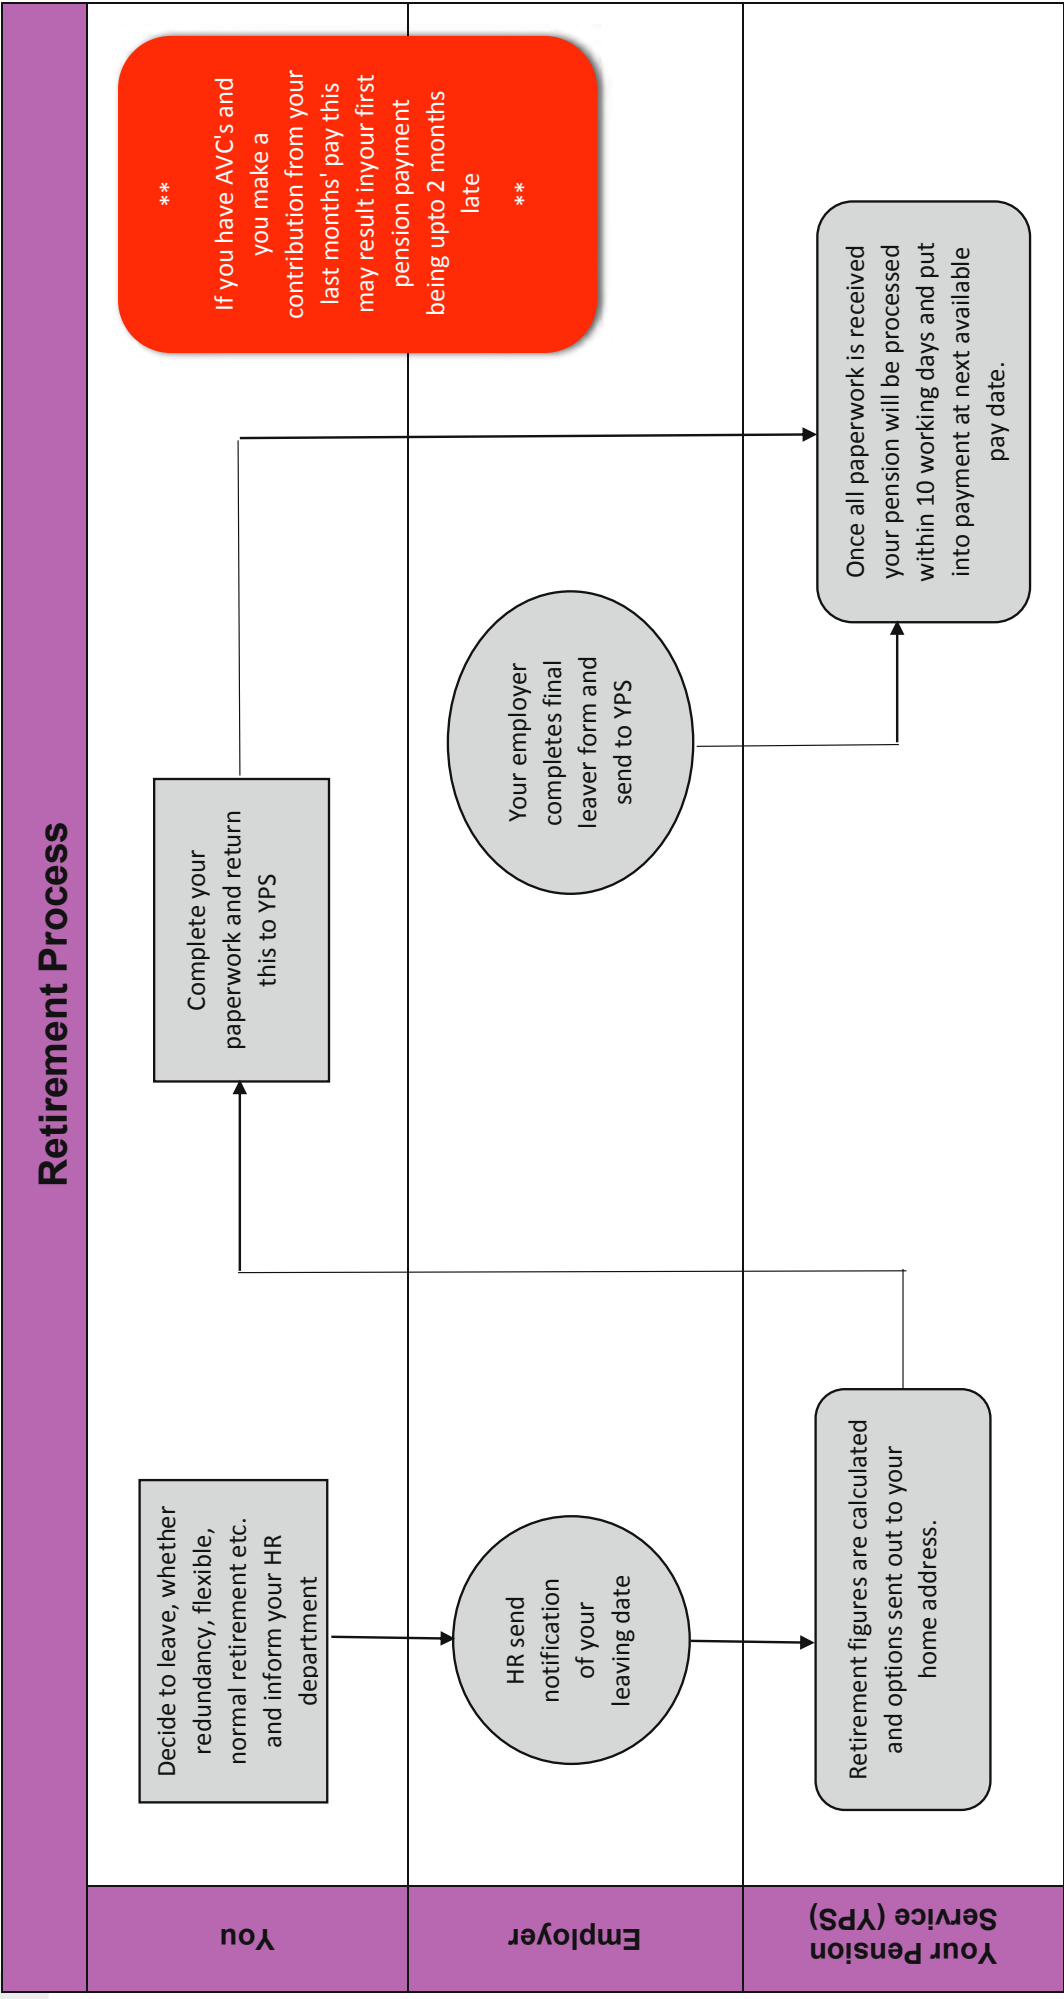 Retirement Process
You
Decide to leave, whether
redundancy, flexible,
normal retirement etc.
and inform your HR
department
Complete your
paperwork and return
this to YPS
**
If you have AVC's and
you make a
contribution from your
last months' pay this
may result inyour first
pension payment
being upto 2 months
late
**
Employer
HR send
notification
of your
leaving date
Your employer
completes final
leaver form and
send to YPS
Your Pension
Service (YPS)
Retirement figures are calculated
and options sent out to your
home address.
Once all paperwork is received
your pension will be processed
within 10 working days and put
into payment at next available
pay date.